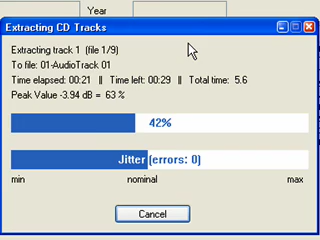 Year
Extracting CD Tracks
Extracting track 1 (file 1/9)
To file: 01-AudioTrack 01
Time elapsed: 00:21 || Time left: 00:29 || Total time: 5.6
Peak Value -3.94 dB = 63 %
42%
Jitter (errors: 0)
min nominal max
Cancel